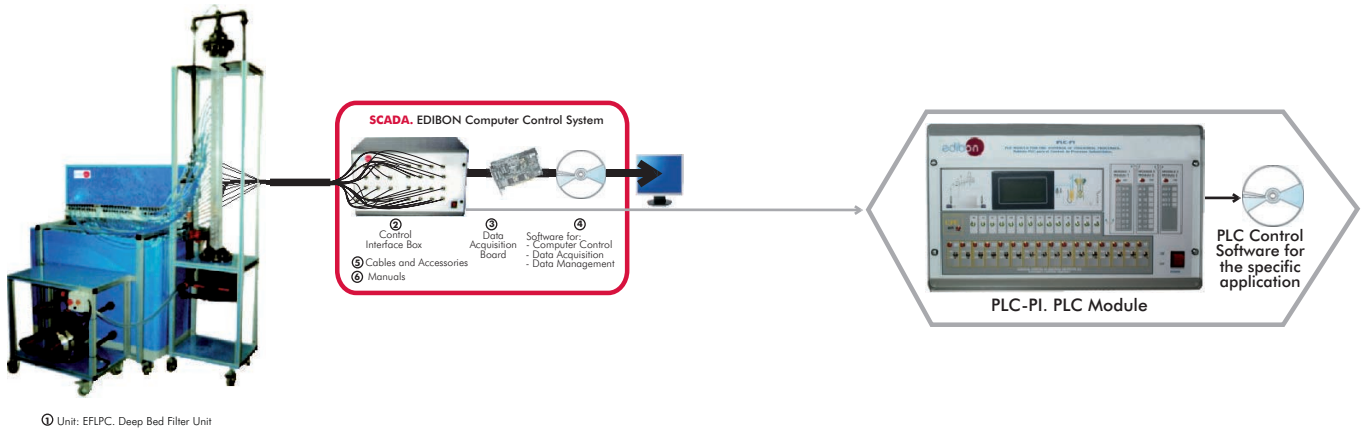 SCADA. EDIBON Computer Control System
② Control Interface Box
③ Data Acquisition Board
④ Software for:
- Computer Control
- Data Acquisition
- Data Management
⑤ Cables and Accessories
⑥ Manuals
edibon
PLC-PI
PLC-PI. PLC Module
PLC Control
Software for
the specific
application
① Unit: EFLPC. Deep Bed Filter Unit